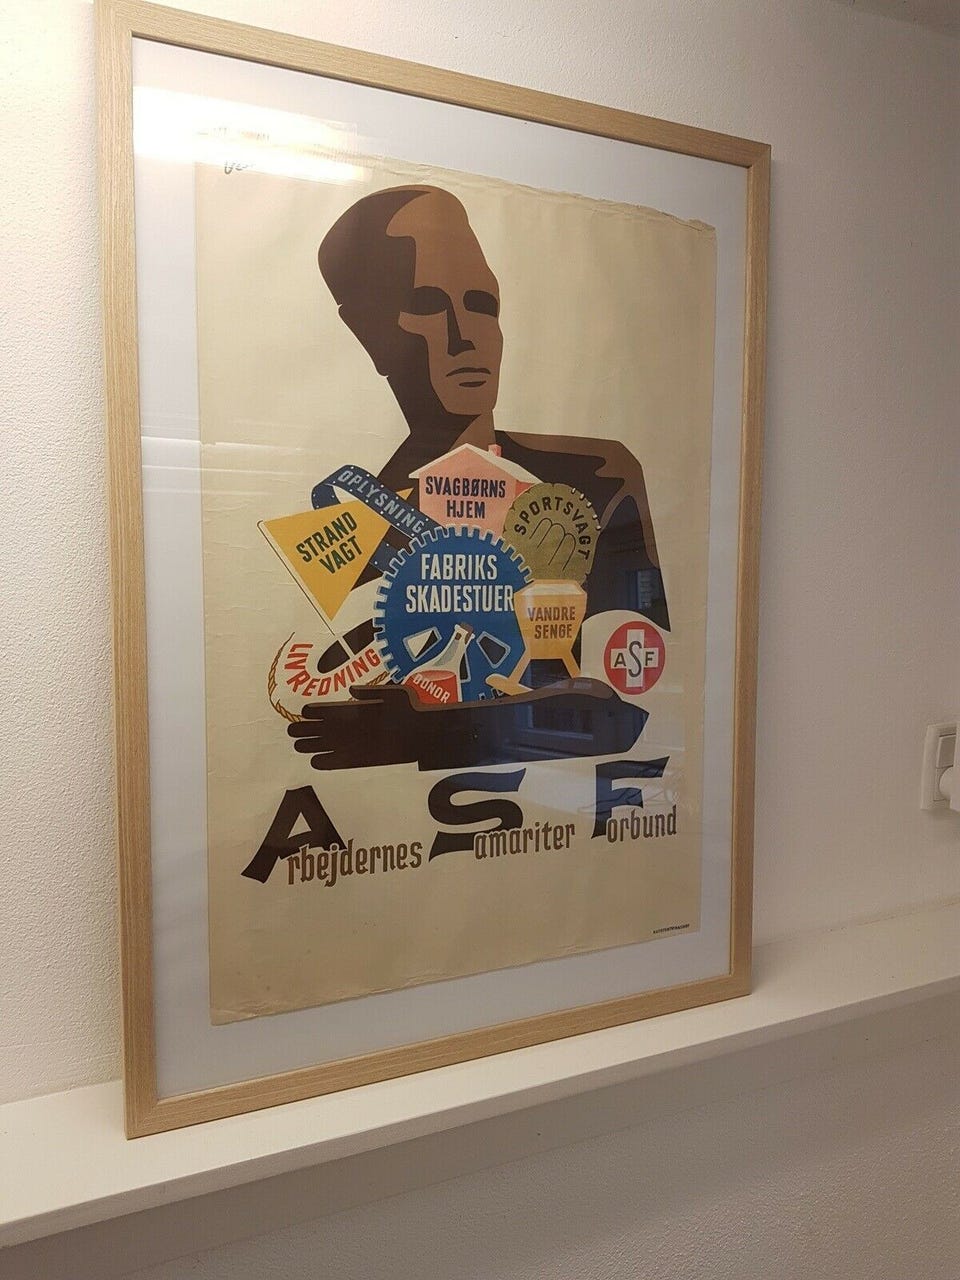 OPLYSNING
SVAGBØRNS
HJEM
SPORTSVAGT
STRAND
VAGT
FABRIKS
SKADESTUER
VANDRE
SENGE
LIVREDNING
DONOR
ASF
Arbejdernes Samariter Forbund